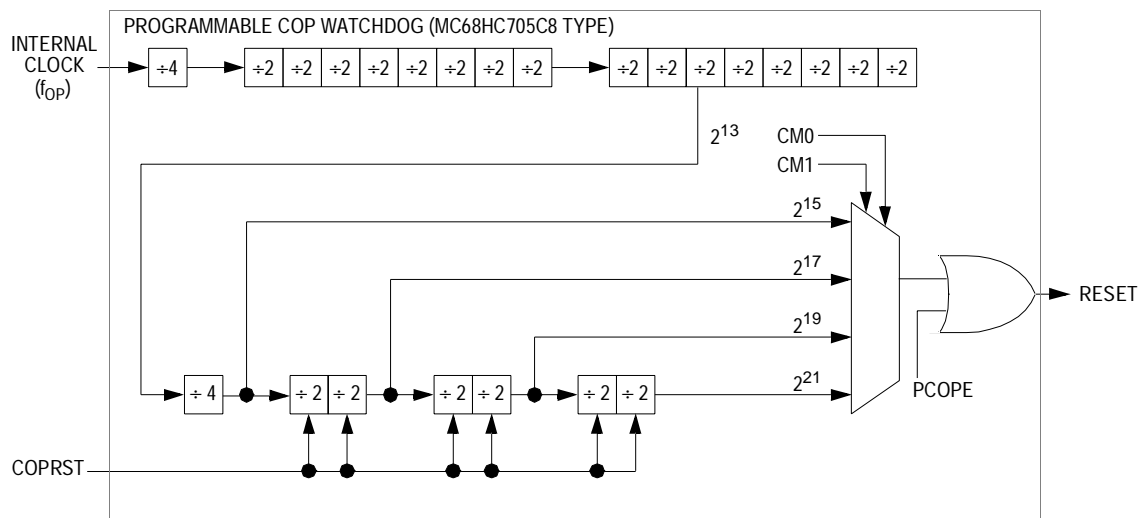 PROGRAMMABLE COP WATCHDOG (MC68HC705C8 TYPE)
INTERNAL
CLOCK
(fOP)
÷4
÷2 ÷2 ÷2 ÷2 ÷2 ÷2 ÷2 ÷2
÷2 ÷2 ÷2 ÷2 ÷2 ÷2 ÷2 ÷2
2^13
CM0
CM1
2^15
2^17
2^19
2^21
RESET
PCOPE
÷ 4
÷ 2 ÷ 2
÷ 2 ÷ 2
÷ 2 ÷ 2
COPRST